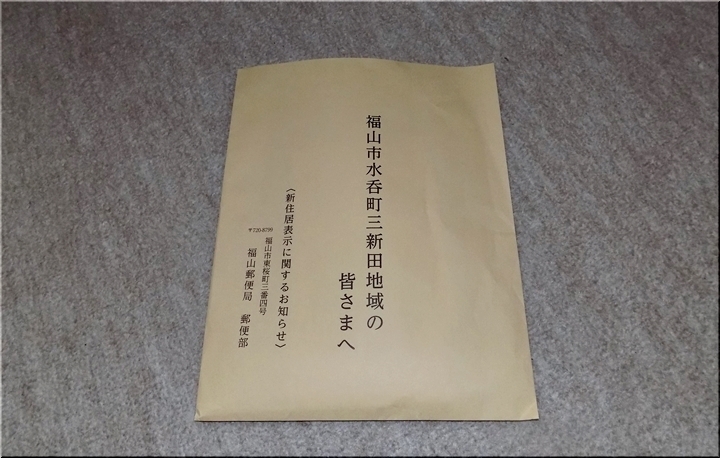 福山市水呑町三新田地域の
皆さまへ
〈新住居表示に関するお知らせ〉
〒720-8799
福山市東桜町三番四号
福山郵便局　郵便部